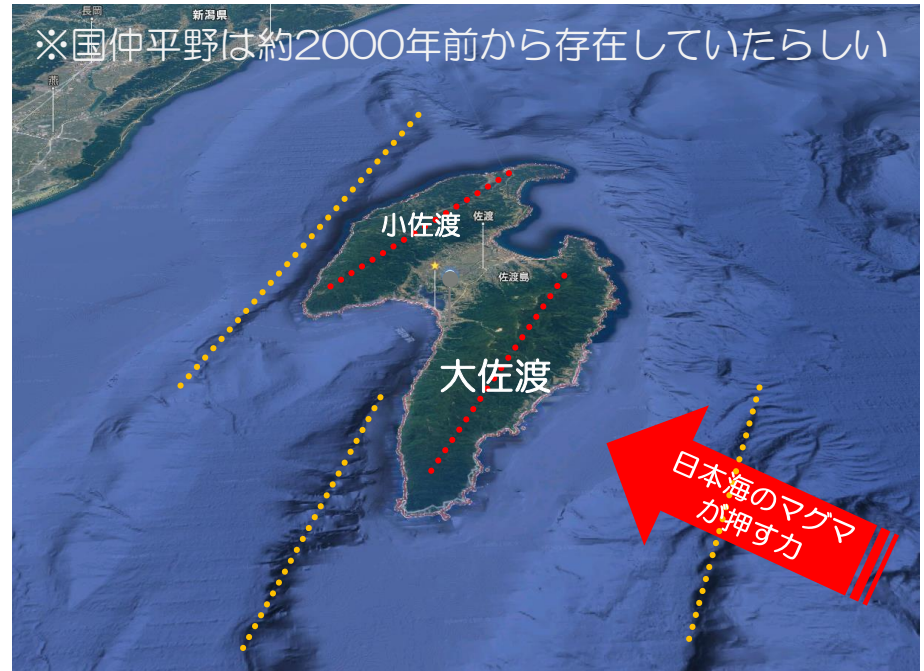 長岡
新潟県
※国仲平野は約2000年前から存在していたらしい
燕
小佐渡
佐渡
佐渡島
大佐渡
日本海のマグマ
が押す力